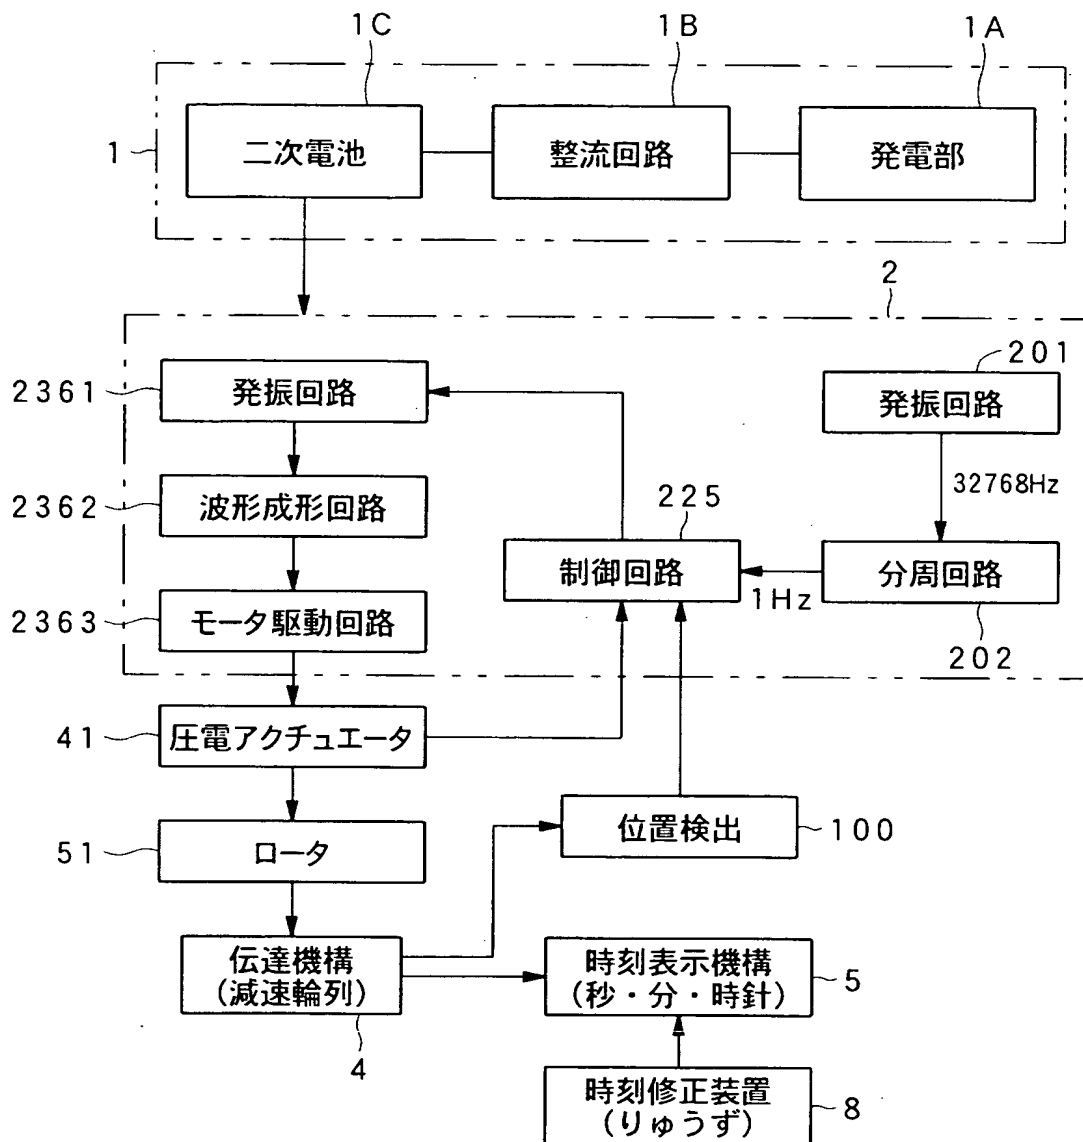 1C
1B
1A
1
二次電池
整流回路
発電部
2
2361
発振回路
201
発振回路
32768Hz
2362
波形成形回路
225
制御回路
1Hz
分周回路
202
2363
モータ駆動回路
41
圧電アクチュエータ
位置検出
100
51
ロータ
伝達機構
(減速輪列)
4
時刻表示機構
(秒・分・時針)
5
時刻修正装置
(りゅうず)
8